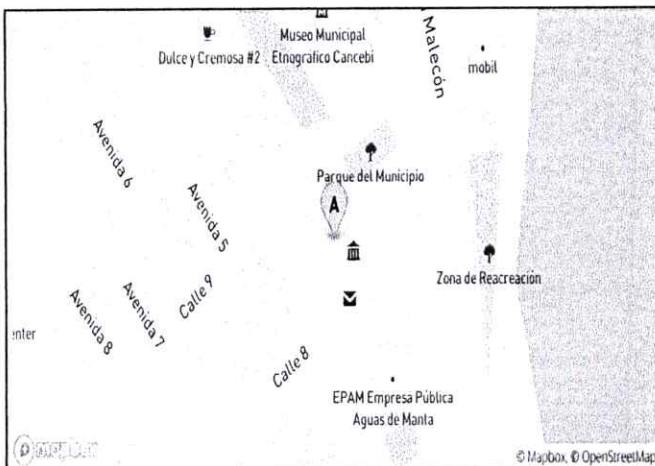 Museo Municipal
Dulce y Cremosa #2
Etnográfico Cancebi
Malecón
mobil
Avenida 6
Parque del Municipio
A
Avenida 5
Zona de Reacreación
Calle 9
Avenida 7
Avenida 8
enter
Calle 8
EPAM Empresa Pública
Aguas de Manta
© Mapbox, © OpenStreetMap